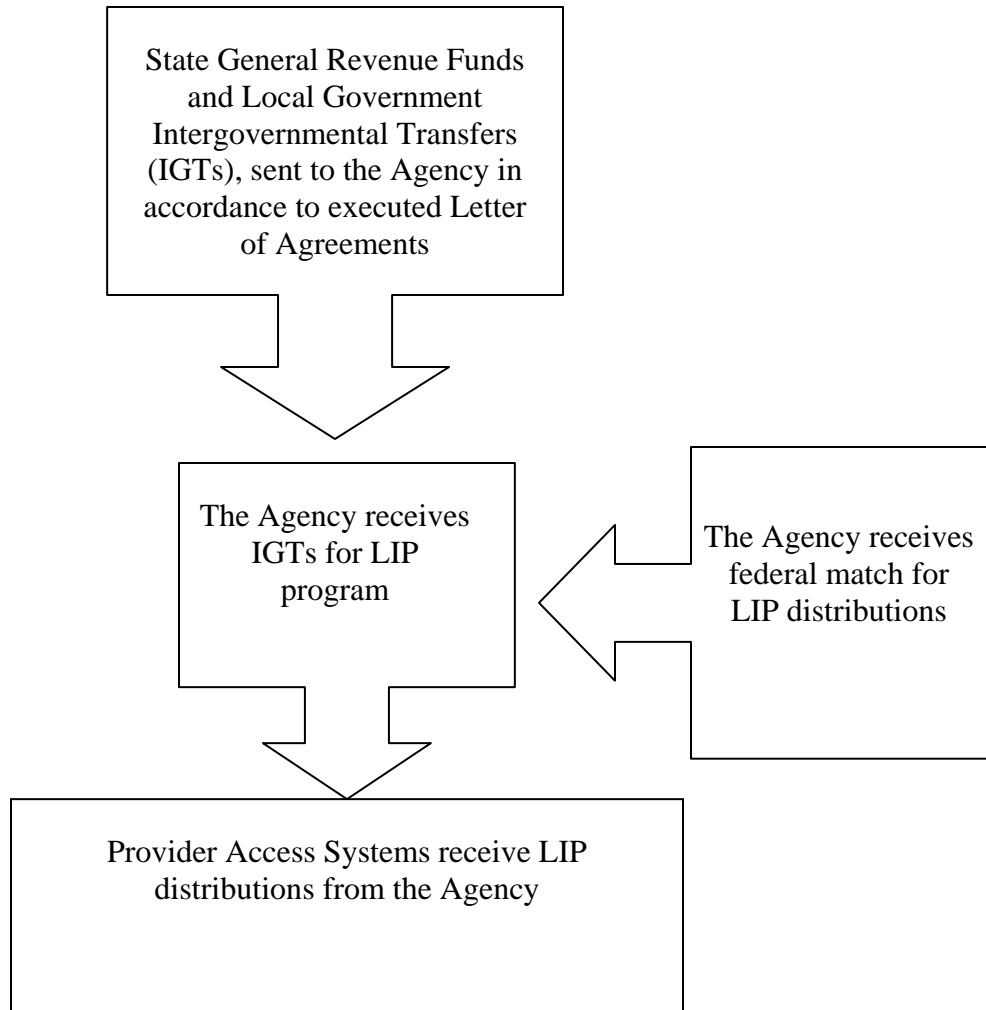 State General Revenue Funds
and Local Government
Intergovernmental Transfers
(IGTs), sent to the Agency in
accordance to executed Letter
of Agreements
The Agency receives
IGTs for LIP
program
The Agency receives
federal match for
LIP distributions
Provider Access Systems receive LIP
distributions from the Agency